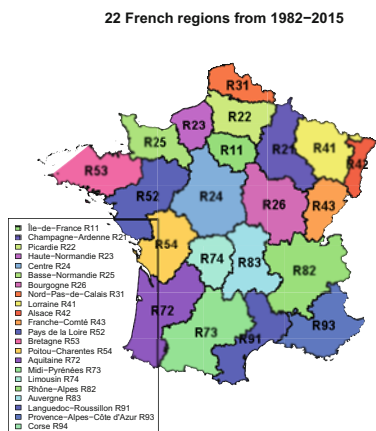 22 French regions from 1982−2015
R31
R22
R23
R25
R11
R21
R41
R42
R53
R52
R24
R26
R43
R54
R74
R83
R82
R72
R73
R91
R93
Île−de−France R11
Champagne−Ardenne R21
Picardie R22
Haute−Normandie R23
Centre R24
Basse−Normandie R25
Bourgogne R26
Nord−Pas−de−Calais R31
Lorraine R41
Alsace R42
Franche−Comté R43
Pays de la Loire R52
Bretagne R53
Poitou−Charentes R54
Aquitaine R72
Midi−Pyrénées R73
Limousin R74
Rhône−Alpes R82
Auvergne R83
Languedoc−Roussillon R91
Provence−Alpes−Côte d'Azur R93
Corse R94